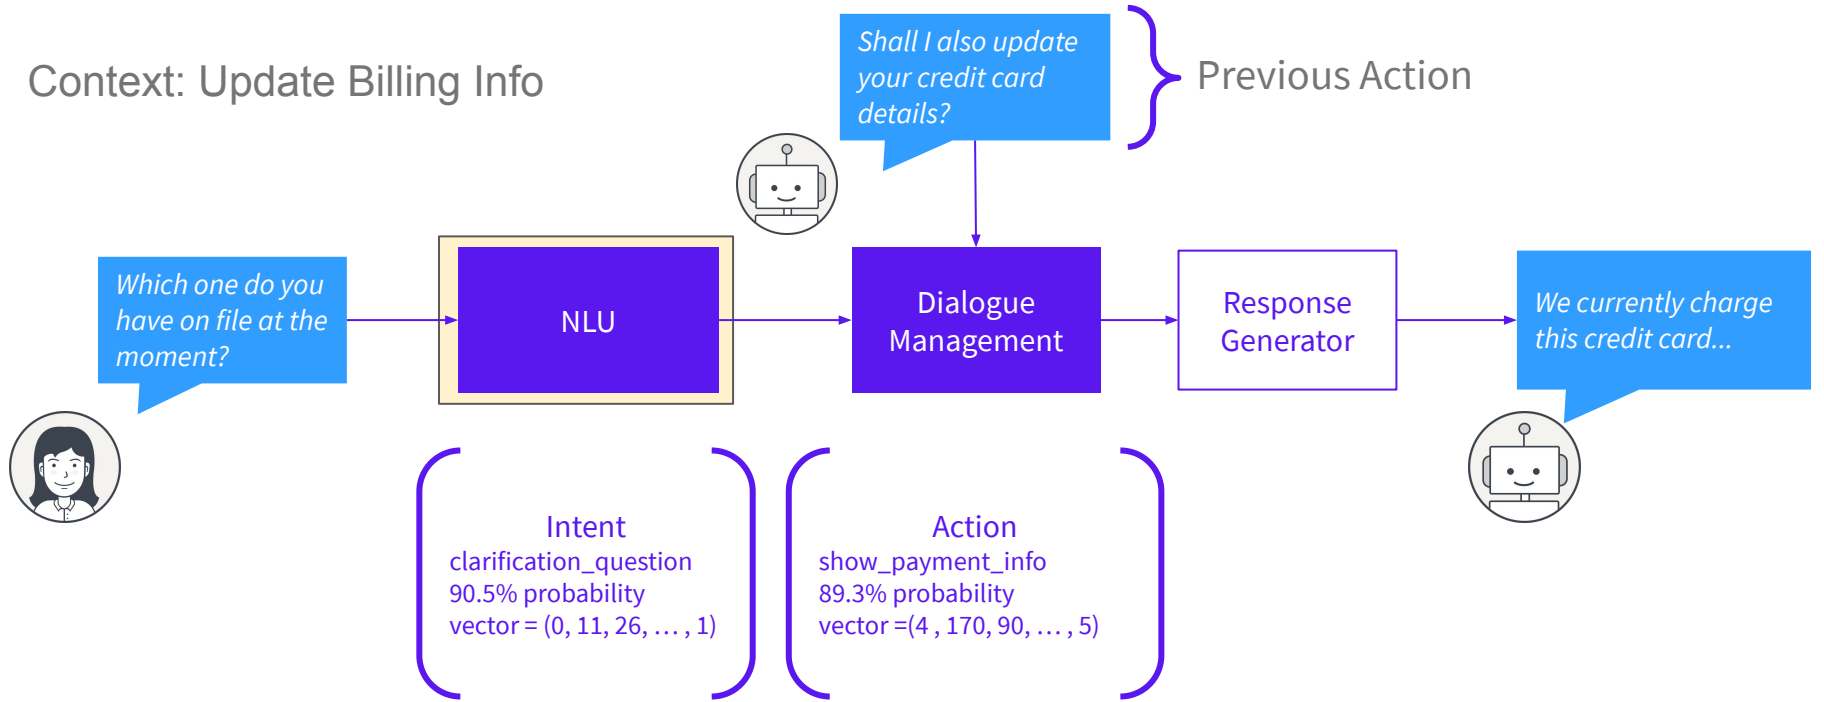 Context: Update Billing Info
Shall I also update
your credit card
details?
Previous Action
Which one do you
have on file at the
moment?
NLU
Dialogue
Management
Response
Generator
We currently charge
this credit card...
Intent
clarification_question
90.5% probability
vector = (0, 11, 26, … , 1)
Action
show_payment_info
89.3% probability
vector =(4 , 170, 90, … , 5)